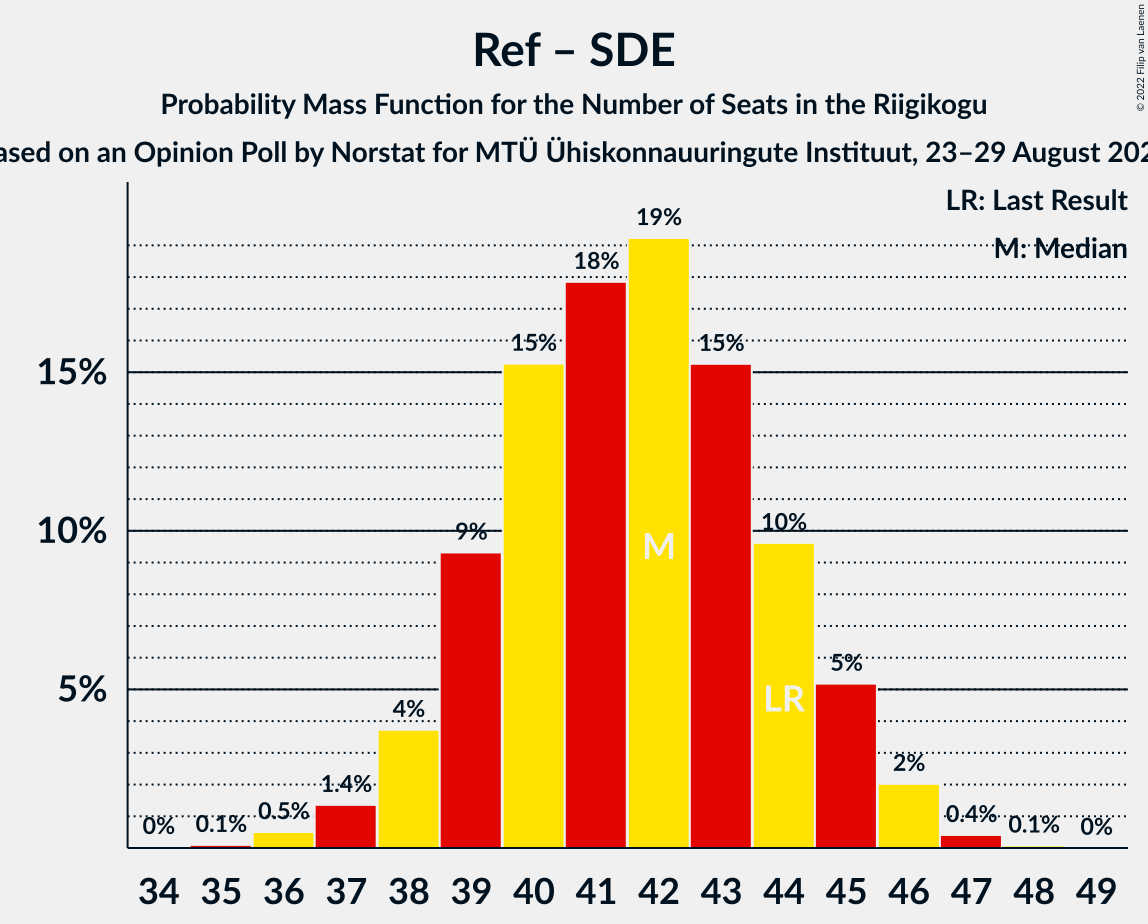 Ref – SDE
Probability Mass Function for the Number of Seats in the Riigikogu
ased on an Opinion Poll by Norstat for MTÜ Ühiskonnauuringute Instituut, 23–29 August 202
© 2022 Filip van Laenen
LR: Last Result
M: Median
19%
18%
15% 15%
15%
10%
9% 10%
M
5%
5%
LR
4%
2%
1.4%
0% 0.1% 0.5% 0.4% 0.1% 0%
34 35 36 37 38 39 40 41 42 43 44 45 46 47 48 49